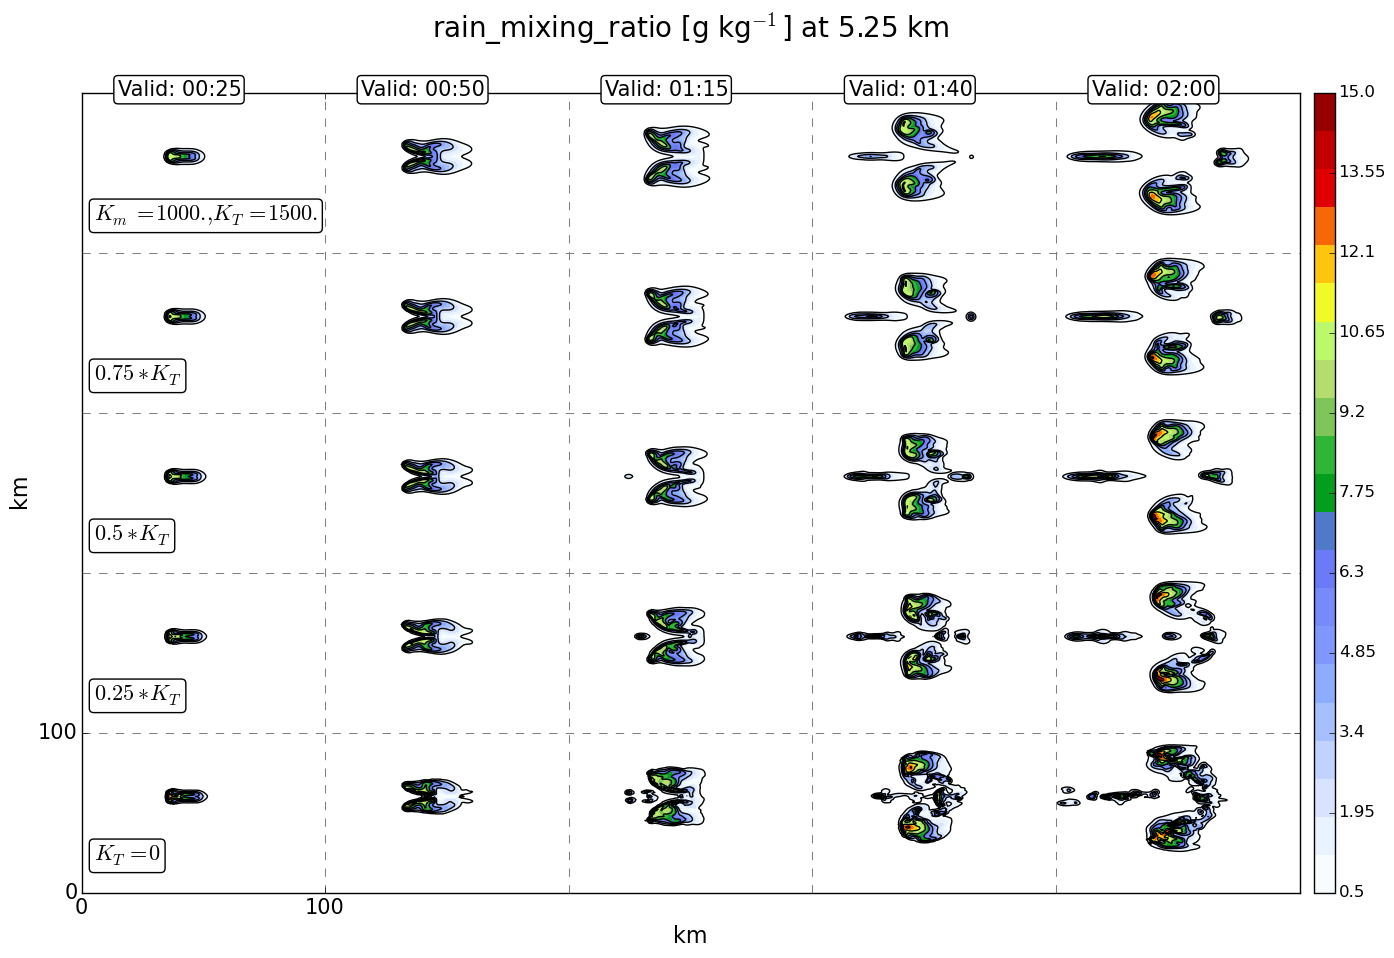 rain_mixing_ratio [g kg⁻¹] at 5.25 km
Valid: 00:25
Valid: 00:50
Valid: 01:15
Valid: 01:40
Valid: 02:00
K_m =1000.,K_T =1500.
0.75∗K_T
0.5∗K_T
0.25∗K_T
K_T =0
km
100
0
0
100
km
15.0
13.55
12.1
10.65
9.2
7.75
6.3
4.85
3.4
1.95
0.5